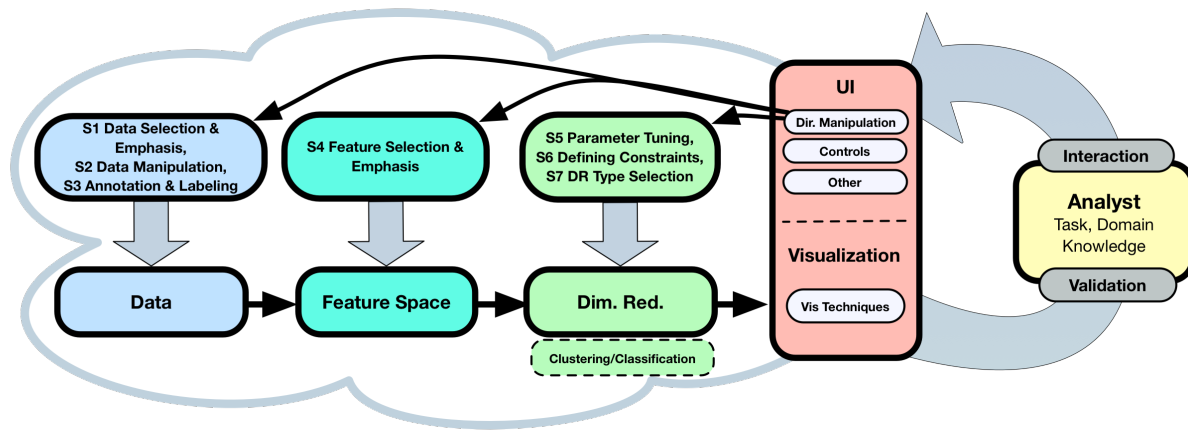 S1 Data Selection &
Emphasis,
S2 Data Manipulation,
S3 Annotation & Labeling
S4 Feature Selection &
Emphasis
S5 Parameter Tuning,
S6 Defining Constraints,
S7 DR Type Selection
UI
Dir. Manipulation
Controls
Other
Visualization
Vis Techniques
Interaction
Analyst
Task, Domain
Knowledge
Validation
Data
Feature Space
Dim. Red.
Clustering/Classification